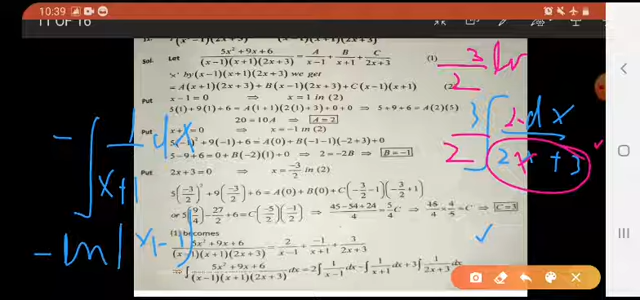 10:39
11 OF 18
Sol. Let (5x²+9x+6)/((x−1)(x+1)(2x+3)) = A/(x−1) + B/(x+1) + C/(2x+3) (1)
'x' by (x−1)(x+1)(2x+3) we get
=A(x+1)(2x+3)+B(x−1)(2x+3)+C(x−1)(x+1) (2)
Put x−1=0 ⇒ x=1 in (2)
5(1)+9(1)+6=A(1+1)(2(1)+3)+0+0 ⇒ 5+9+6=A(2)(5)
20=10A ⇒ A=2
Put x+1=0 ⇒ x=−1 in (2)
5(−1)²+9(−1)+6=A(0)+B(−1−1)(−2+3)+0
5−9+6=0+B(−2)(1)+0 ⇒ 2=−2B ⇒ B=−1
Put 2x+3=0 ⇒ x=−3/2 in (2)
5(−3/2)²+9(−3/2)+6=A(0)+B(0)+C(−3/2−1)(−3/2+1)
or 5(9/4)−27/2+6=C(−5/2)(−1/2) ⇒ (45−54+24)/4=5/4 C ⇒ C=3
(1) becomes
(5x²+9x+6)/((x−1)(x+1)(2x+3)) = 2/(x−1) + −1/(x+1) + 3/(2x+3)
⇒ ∫(5x²+9x+6)/((x−1)(x+1)(2x+3)) dx = 2∫1/(x−1) dx − ∫1/(x+1) dx + 3∫1/(2x+3) dx
3/2 ln
3/2 ∫ 2dx/(2x+3)
−∫ 1/(x+1) dx
−ln|x